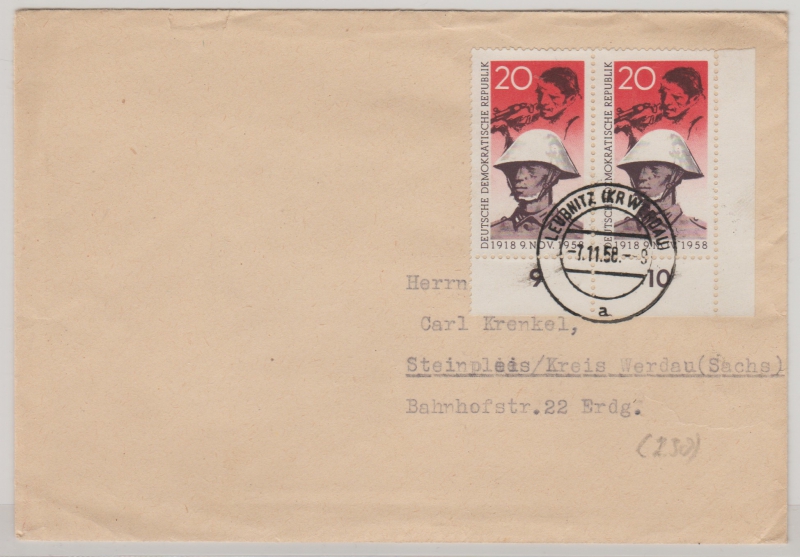 20
20
DEUTSCHE DEMOKRATISCHE REPUBLIK
DEUTSCHE DEMOKRATISCHE REPUBLIK
1918 9. NOV. 1958
1918 9. NOV. 1958
LEUBNITZ (KR WERDAU)
-7.11.58.-8
a
9
10
Herrn
Carl Krenkel,
Steinpleis/Kreis Werdau(Sachs)
Bahnhofstr.22 Erdg.
(230)